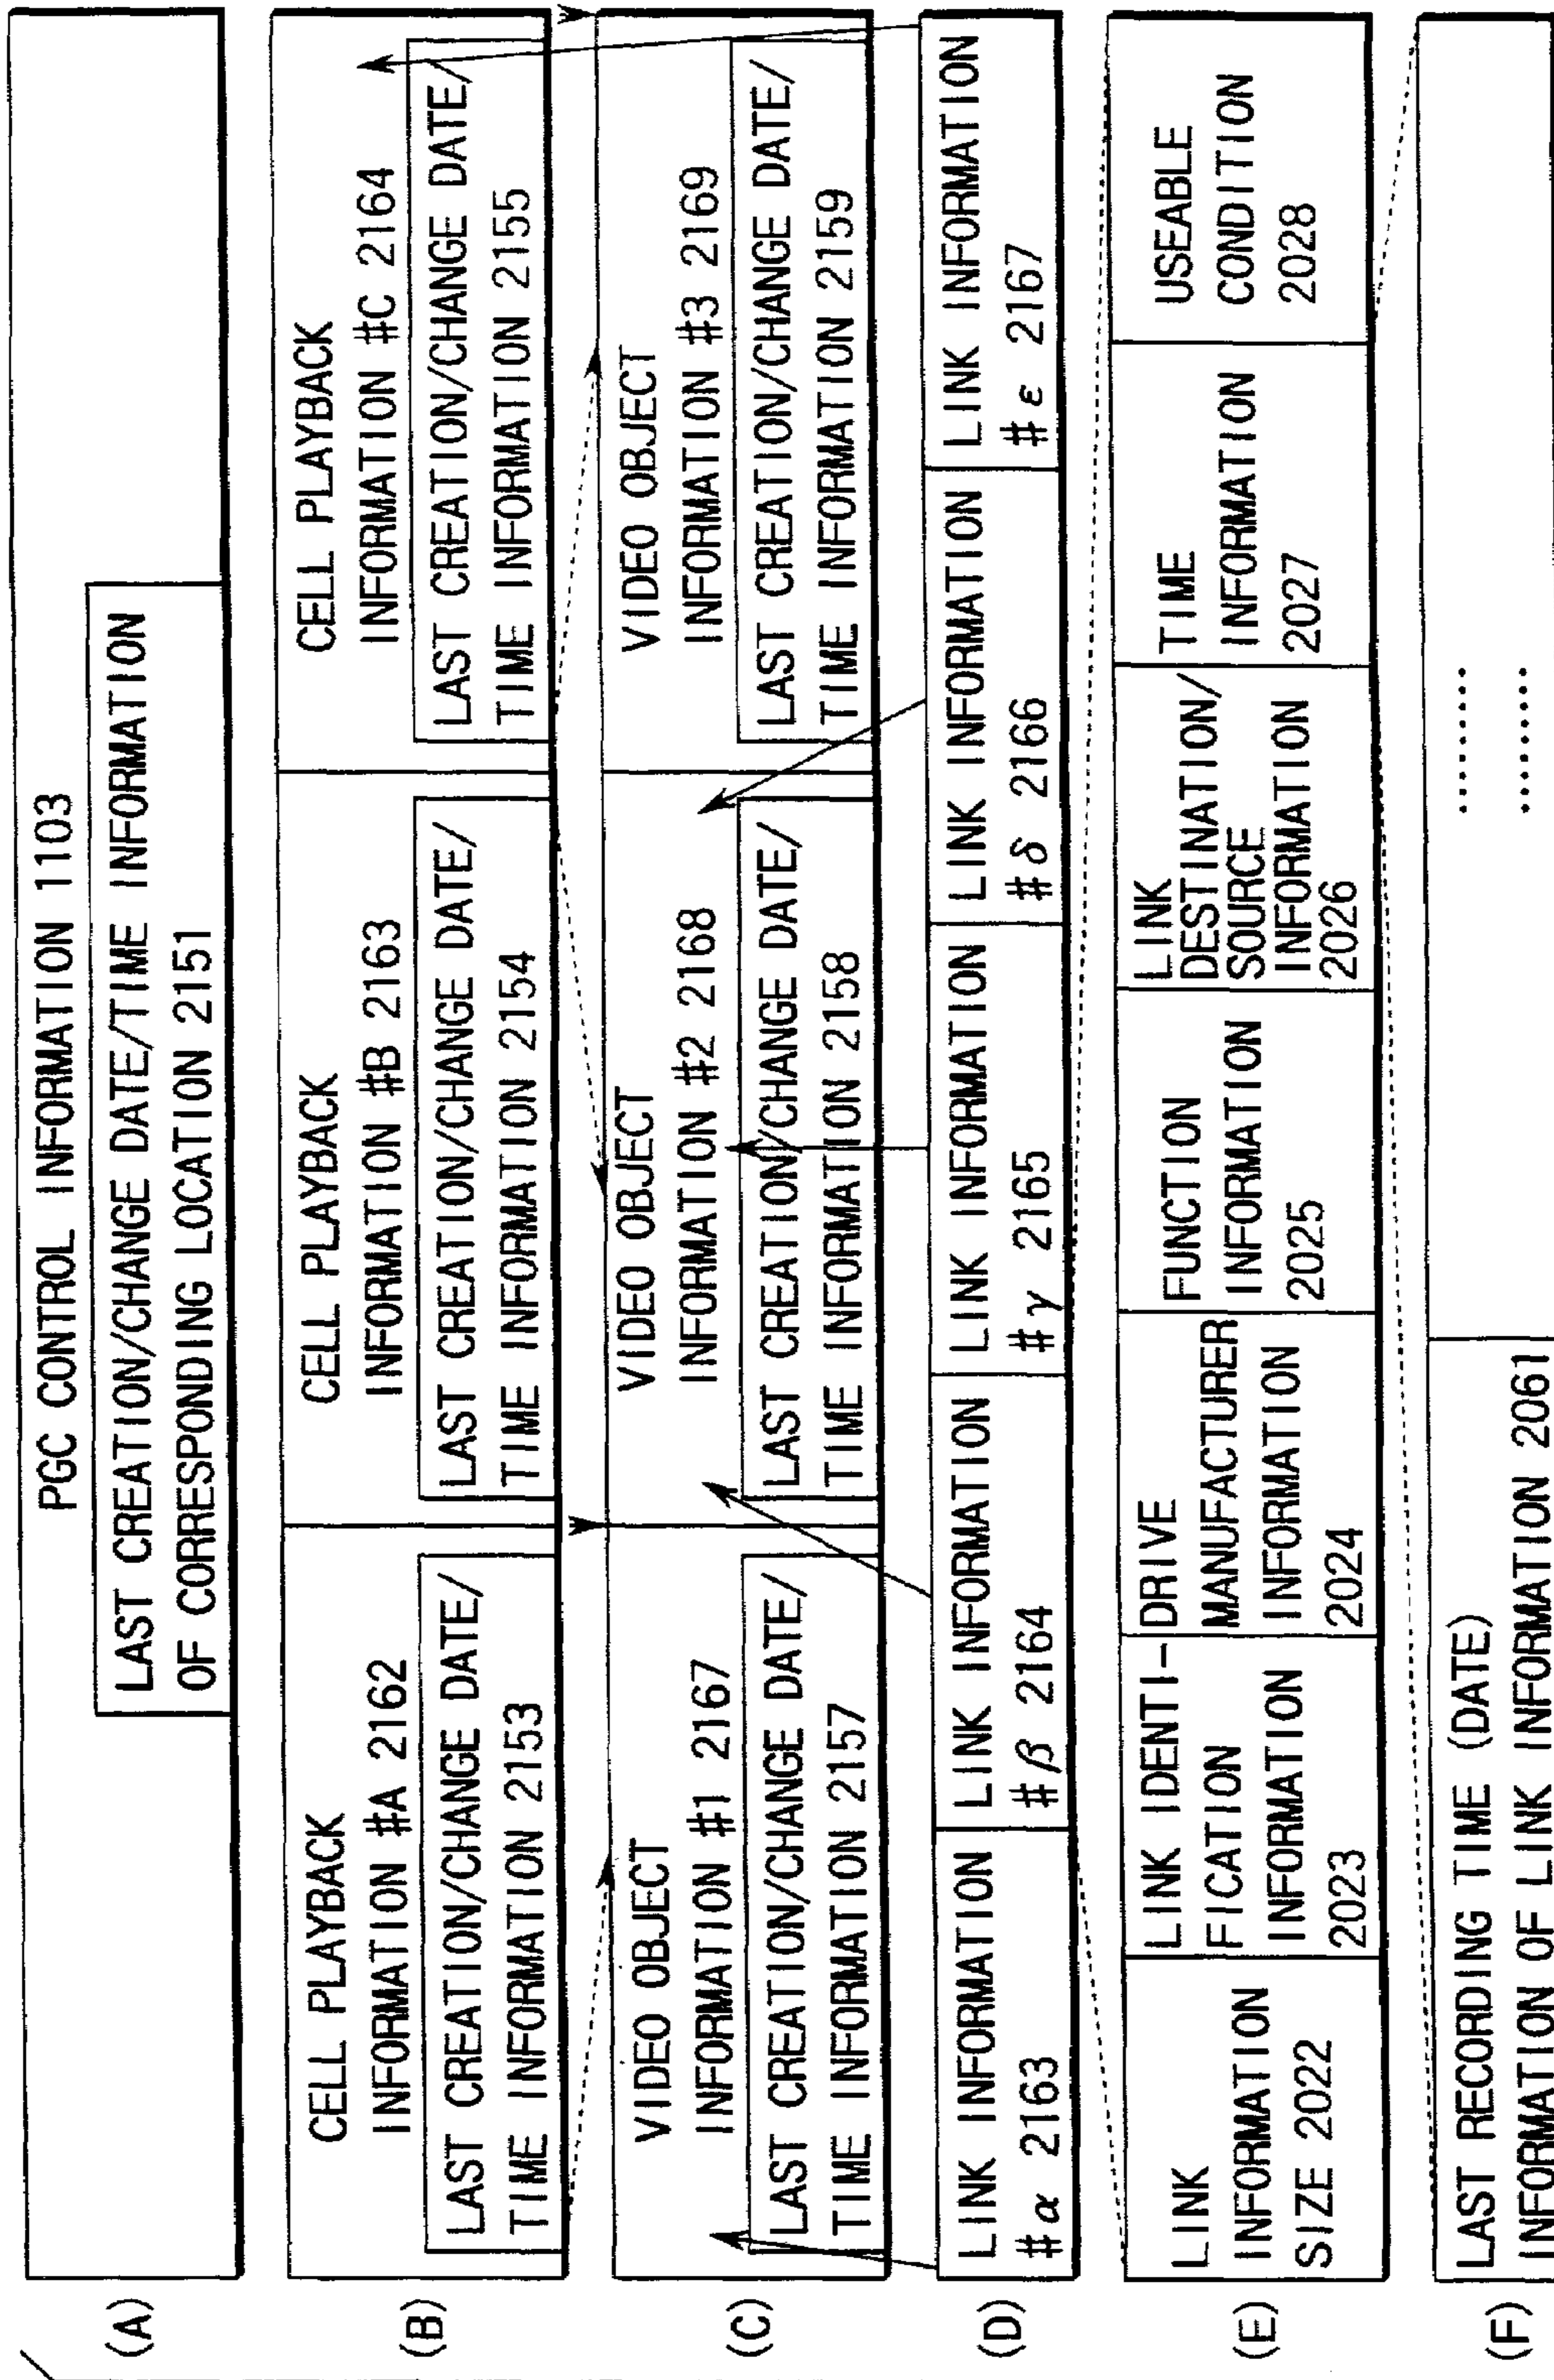 (A)
PGC CONTROL INFORMATION 1103
LAST CREATION/CHANGE DATE/TIME INFORMATION
OF CORRESPONDING LOCATION 2151
(B)
CELL PLAYBACK
INFORMATION #A 2162
LAST CREATION/CHANGE DATE/
TIME INFORMATION 2153
CELL PLAYBACK
INFORMATION #B 2163
LAST CREATION/CHANGE DATE/
TIME INFORMATION 2154
CELL PLAYBACK
INFORMATION #C 2164
LAST CREATION/CHANGE DATE/
TIME INFORMATION 2155
(C)
VIDEO OBJECT
INFORMATION #1 2167
LAST CREATION/CHANGE DATE/
TIME INFORMATION 2157
VIDEO OBJECT
INFORMATION #2 2168
LAST CREATION/CHANGE DATE/
TIME INFORMATION 2158
VIDEO OBJECT
INFORMATION #3 2169
LAST CREATION/CHANGE DATE/
TIME INFORMATION 2159
(D)
LINK INFORMATION
#α 2163
LINK INFORMATION
#β 2164
LINK INFORMATION
#γ 2165
LINK INFORMATION
#δ 2166
LINK INFORMATION
#ε 2167
(E)
LINK
INFORMATION
SIZE 2022
LINK IDENTI-
FICATION
INFORMATION
2023
DRIVE
MANUFACTURER
INFORMATION
2024
FUNCTION
INFORMATION
2025
LINK
DESTINATION/
SOURCE
INFORMATION
2026
TIME
INFORMATION
2027
USEABLE
CONDITION
2028
(F)
LAST RECORDING TIME (DATE)
INFORMATION OF LINK INFORMATION 2061
.........
.........